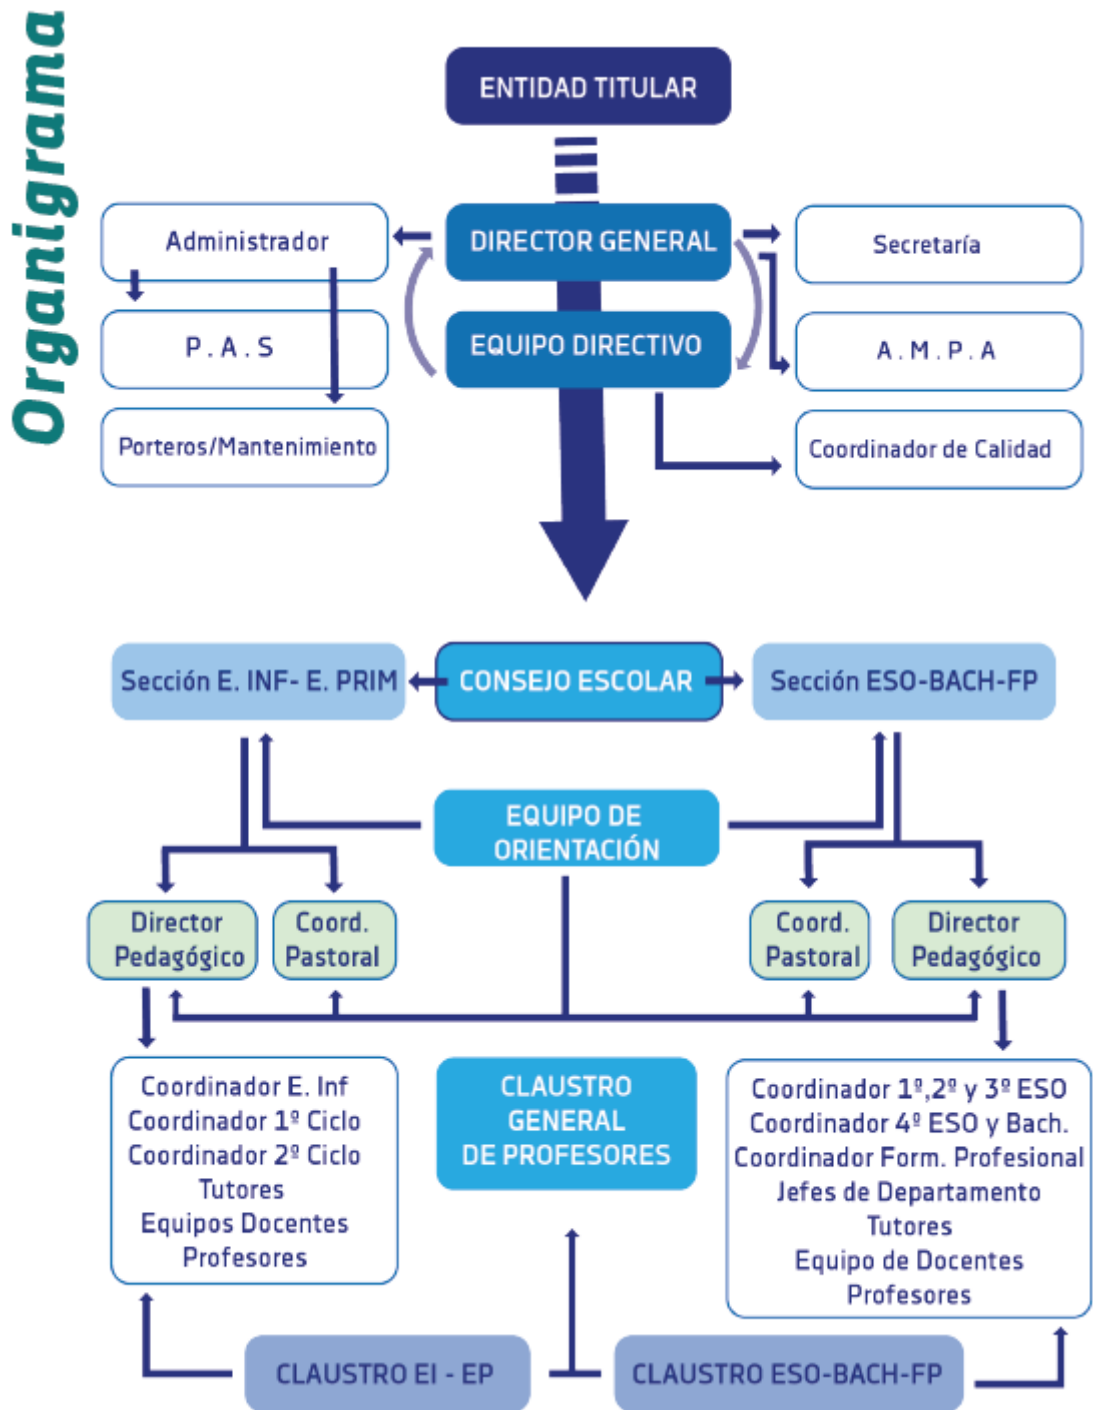 Organigrama
ENTIDAD TITULAR
Administrador
DIRECTOR GENERAL
Secretaría
P . A . S
EQUIPO DIRECTIVO
A . M . P . A
Porteros/Mantenimiento
Coordinador de Calidad
Sección E. INF- E. PRIM
CONSEJO ESCOLAR
Sección ESO-BACH-FP
EQUIPO DE
ORIENTACIÓN
Director
Pedagógico
Coord.
Pastoral
Coord.
Pastoral
Director
Pedagógico
Coordinador E. Inf
Coordinador 1º Ciclo
Coordinador 2º Ciclo
Tutores
Equipos Docentes
Profesores
CLAUSTRO
GENERAL
DE PROFESORES
Coordinador 1º,2º y 3º ESO
Coordinador 4º ESO y Bach.
Coordinador Form. Profesional
Jefes de Departamento
Tutores
Equipo de Docentes
Profesores
CLAUSTRO EI - EP
CLAUSTRO ESO-BACH-FP